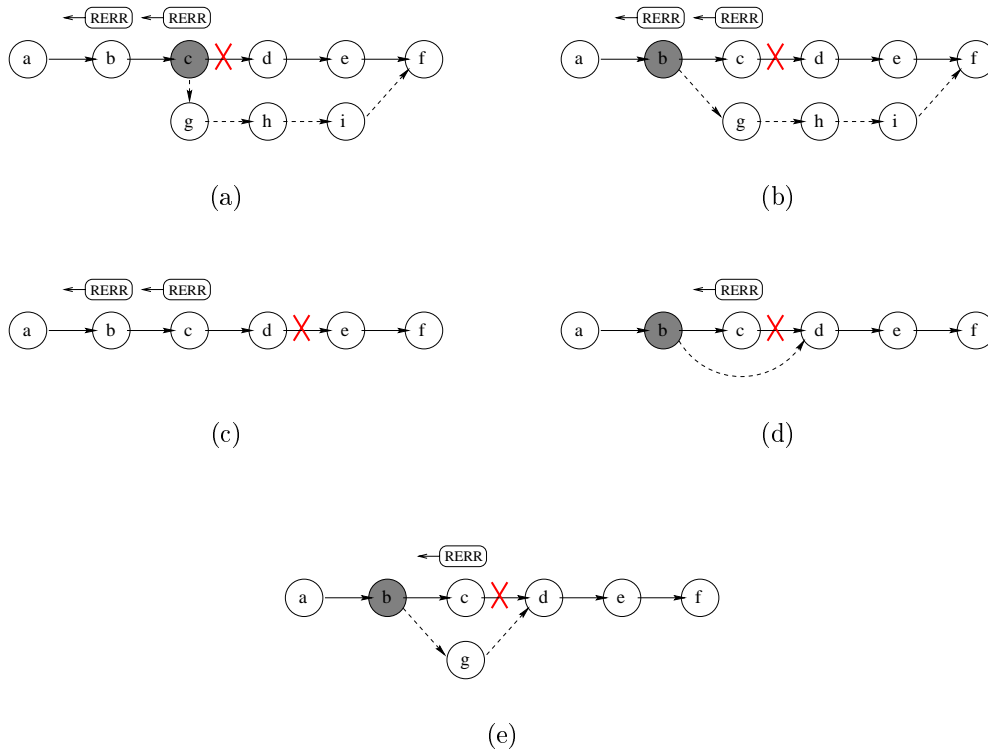 RERR RERR
a b c d e f
g h i
(a)
RERR RERR
a b c d e f
g h i
(b)
RERR RERR
a b c d e f
(c)
RERR
a b c d e f
(d)
RERR
a b c d e f
g
(e)